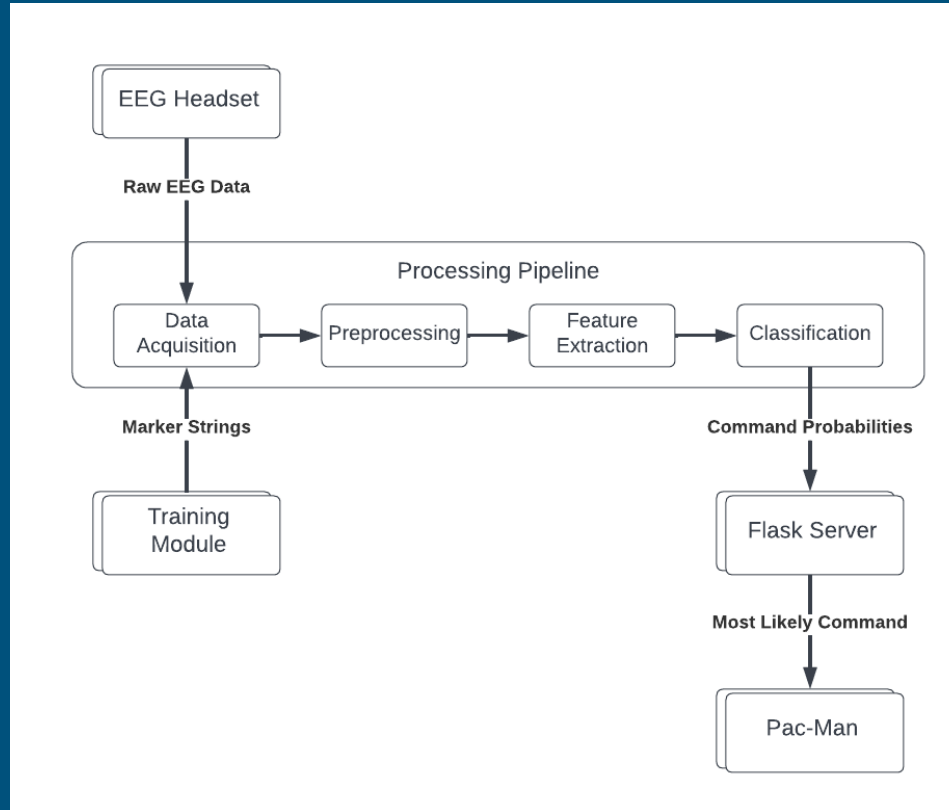 EEG Headset
Raw EEG Data
Processing Pipeline
Data
Acquisition
Preprocessing
Feature
Extraction
Classification
Marker Strings
Command Probabilities
Training
Module
Flask Server
Most Likely Command
Pac-Man